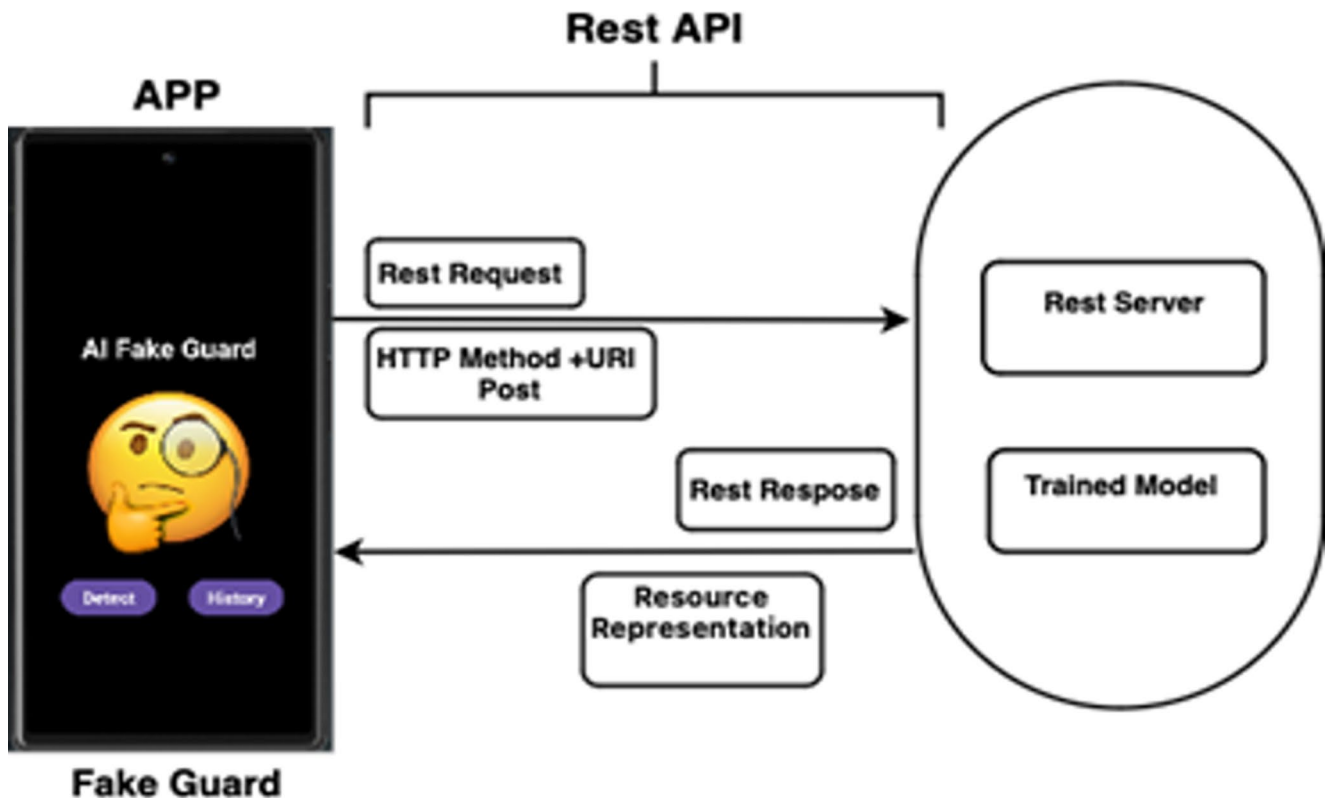 Rest API
APP
AI Fake Guard
Detect
History
Fake Guard
Rest Request
HTTP Method +URI
Post
Rest Respose
Resource
Representation
Rest Server
Trained Model